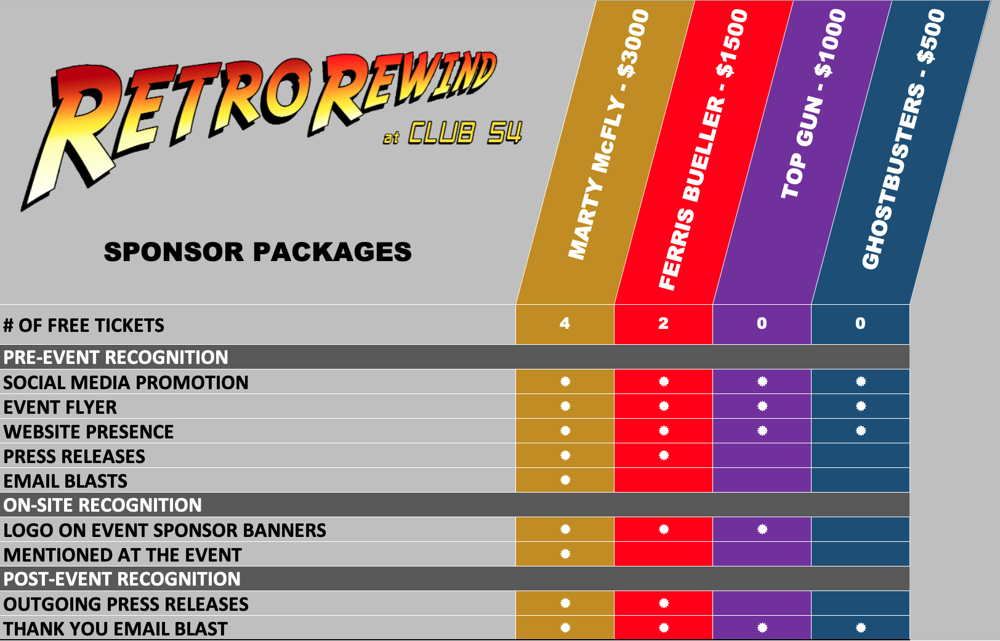 RETRO REWIND
at CLUB 54
SPONSOR PACKAGES
MARTY McFLY - $3000
FERRIS BUELLER - $1500
TOP GUN - $1000
GHOSTBUSTERS - $500
# OF FREE TICKETS 4 2 0 0
PRE-EVENT RECOGNITION
SOCIAL MEDIA PROMOTION
EVENT FLYER
WEBSITE PRESENCE
PRESS RELEASES
EMAIL BLASTS
ON-SITE RECOGNITION
LOGO ON EVENT SPONSOR BANNERS
MENTIONED AT THE EVENT
POST-EVENT RECOGNITION
OUTGOING PRESS RELEASES
THANK YOU EMAIL BLAST